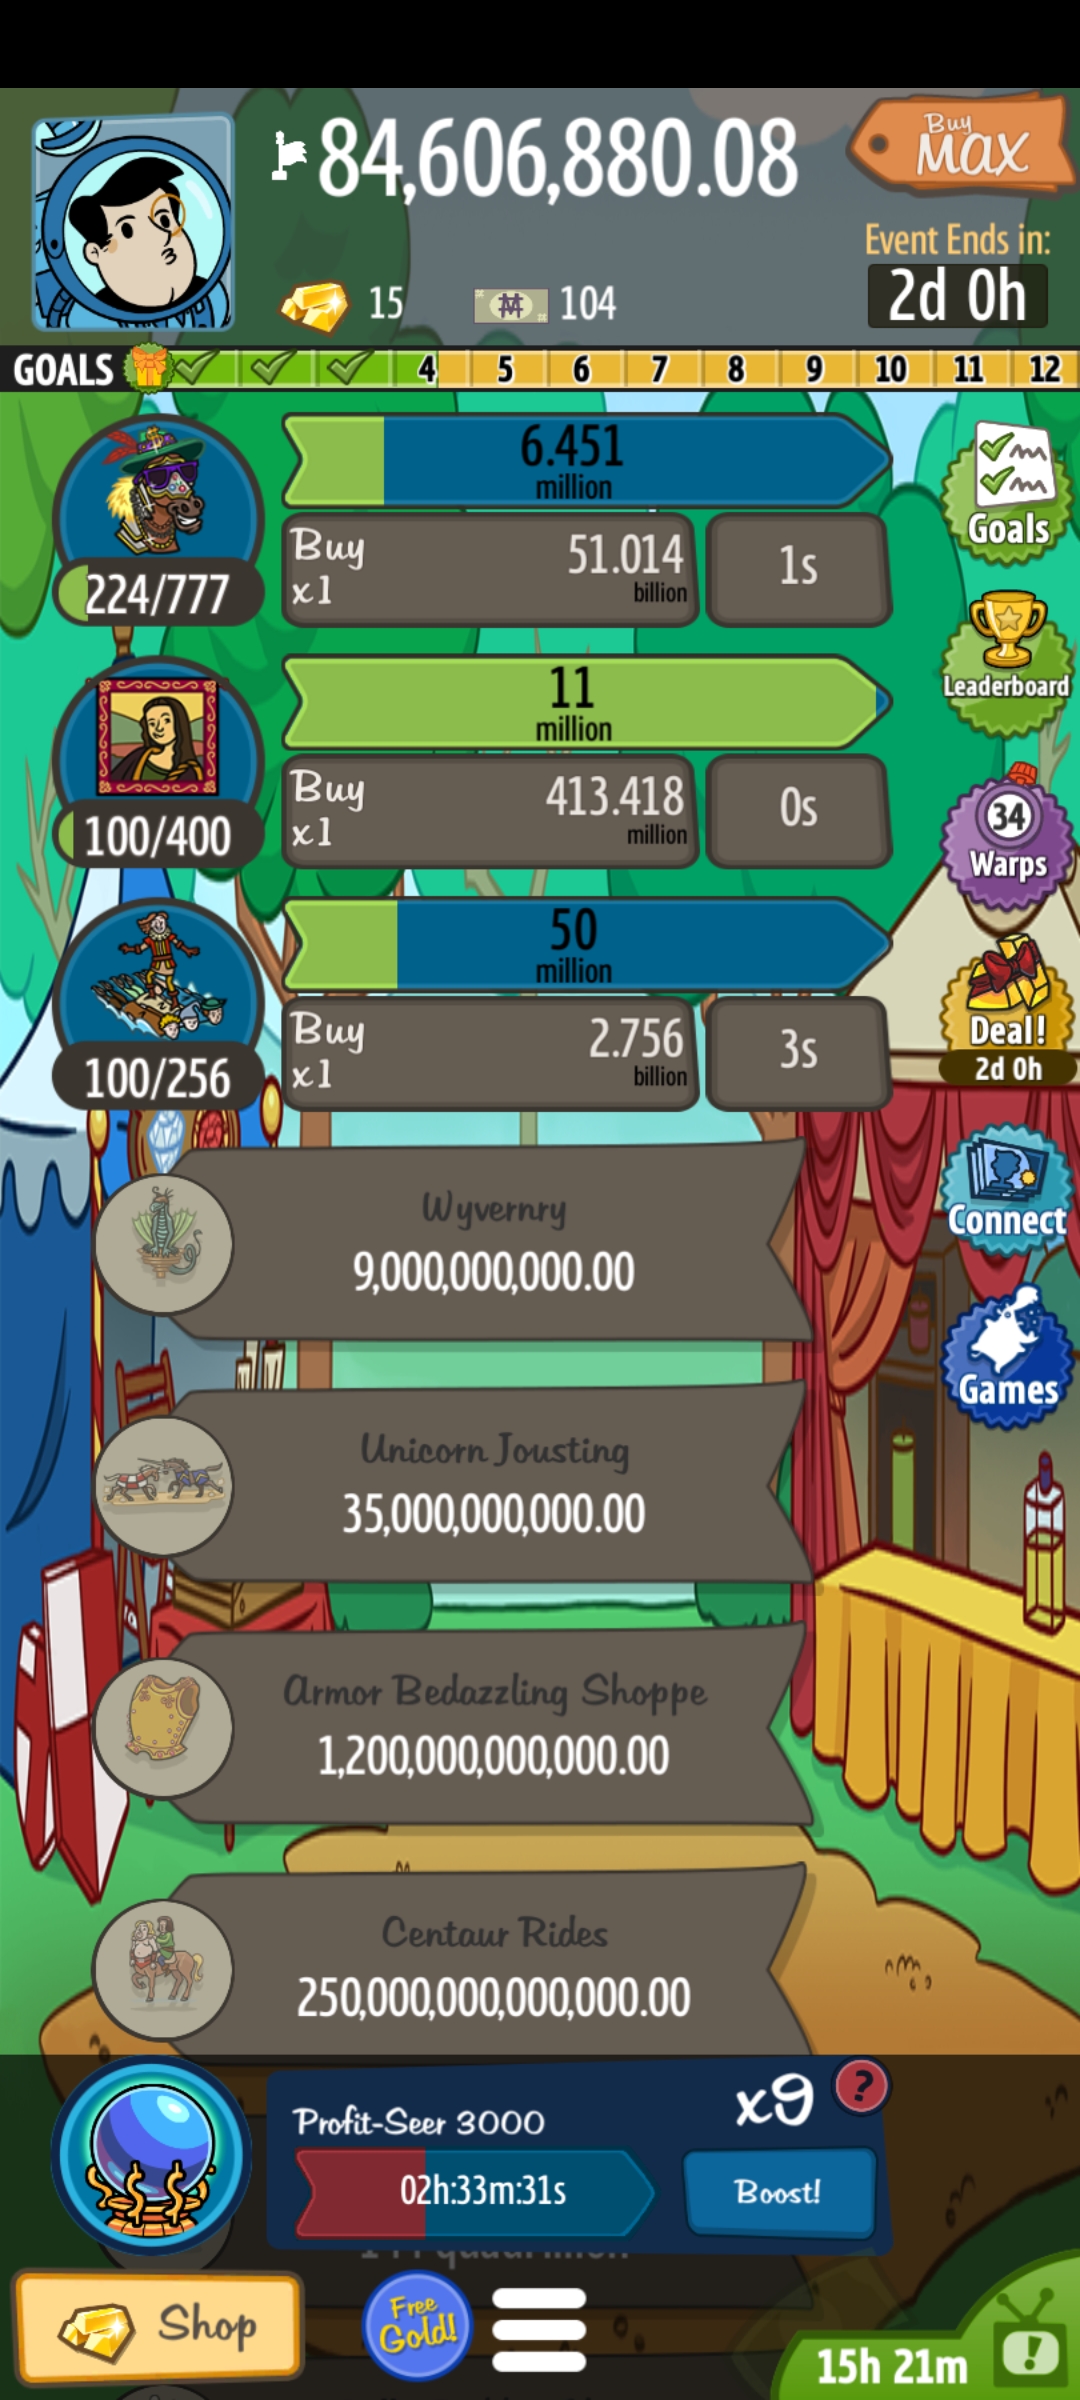 84,606,880.08
Buy
MAX
Event Ends in:
2d 0h
15
104
GOALS 4 5 6 7 8 9 10 11 12
6.451
million
Goals
Buy
x1
51.014
billion
1s
224/777
Leaderboard
11
million
Buy
x1
413.418
million
0s
100/400
34
Warps
50
million
Buy
x1
2.756
billion
3s
100/256
Deal!
2d 0h
Wyvernry
9,000,000,000.00
Connect
Games
Unicorn Jousting
35,000,000,000.00
Armor Bedazzling Shoppe
1,200,000,000,000.00
Centaur Rides
250,000,000,000,000.00
Profit-Seer 3000
x9
?
02h:33m:31s
Boost!
Shop
Free
Gold!
15h 21m
!